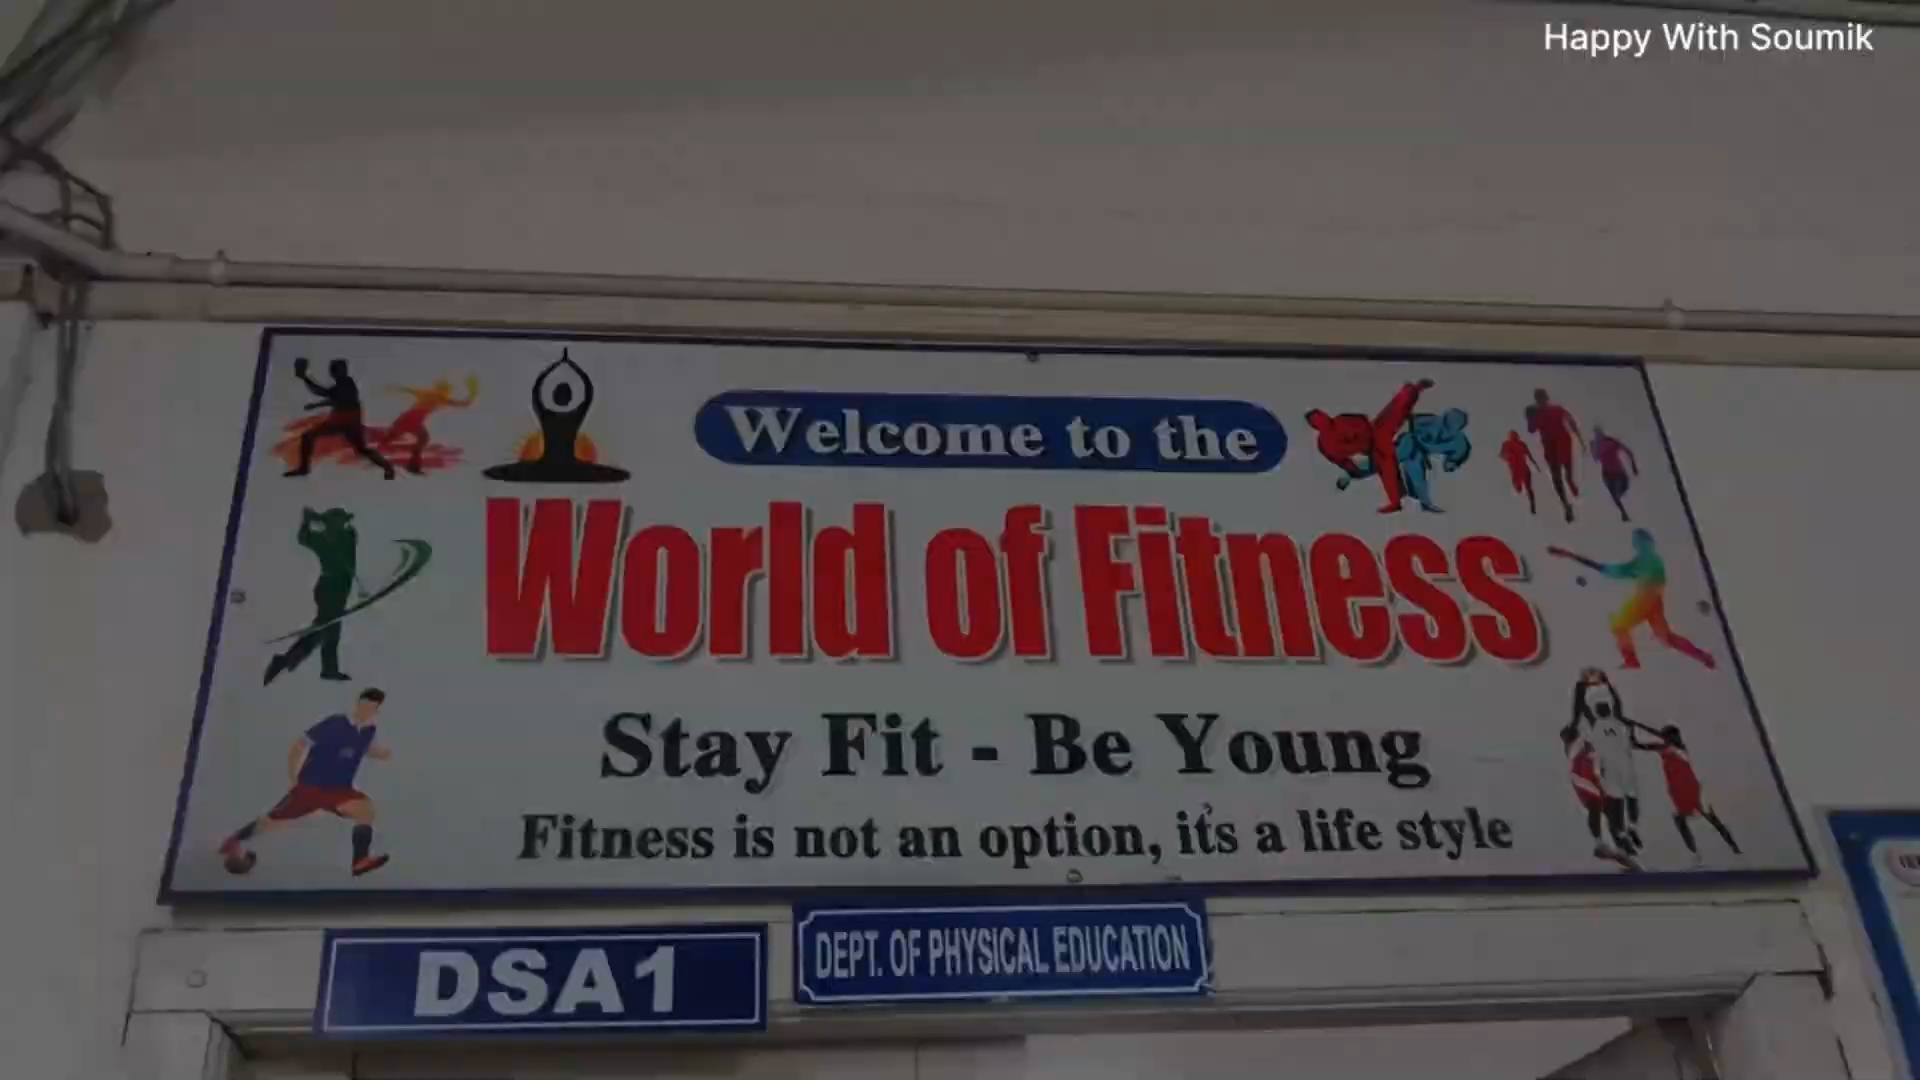 Happy With Soumik
Welcome to the
World of Fitness
Stay Fit - Be Young
Fitness is not an option, it's a life style
DSA1
DEPT. OF PHYSICAL EDUCATION